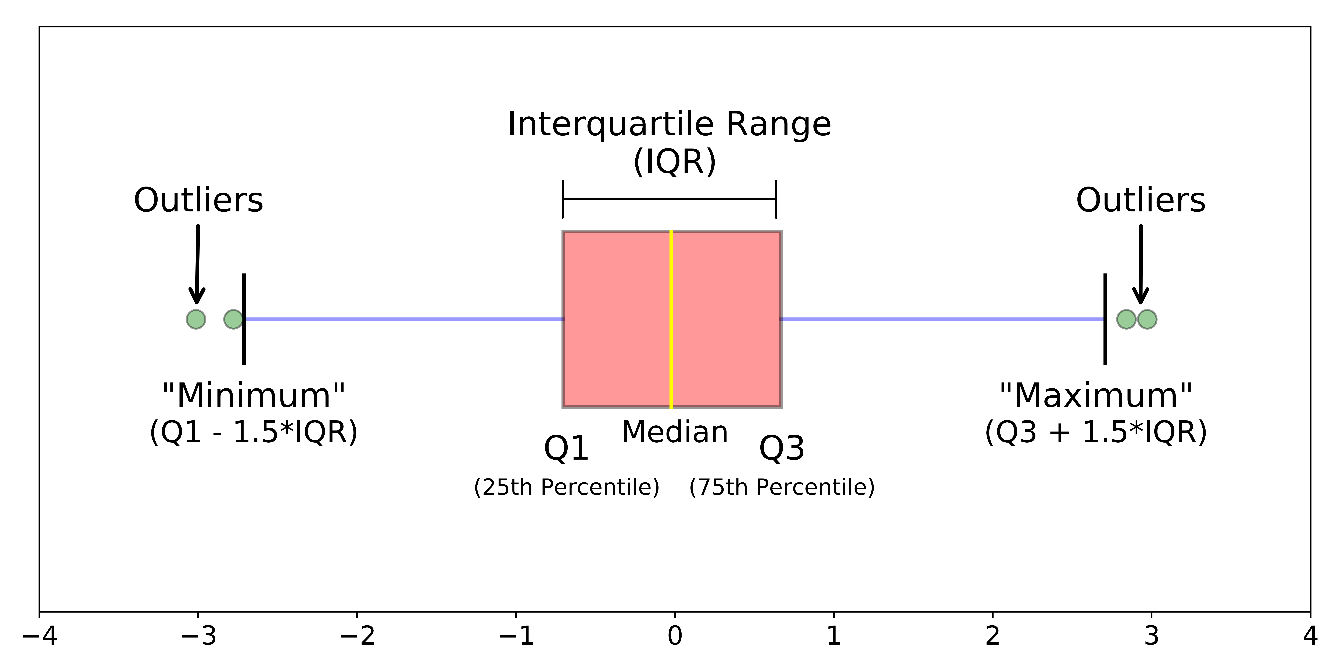 Interquartile Range
(IQR)
Outliers
Outliers
"Minimum"
(Q1 - 1.5*IQR)
"Maximum"
(Q3 + 1.5*IQR)
Median
Q1
Q3
(25th Percentile)
(75th Percentile)
−4 −3 −2 −1 0 1 2 3 4